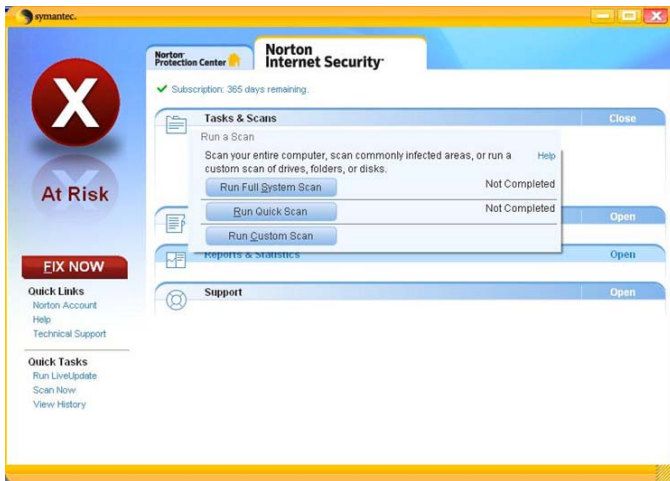 symantec.
Norton
Protection Center
Norton
Internet Security
Subscription: 365 days remaining.
X
At Risk
FIX NOW
Quick Links
Norton Account
Help
Technical Support
Quick Tasks
Run LiveUpdate
Scan Now
View History
Tasks & Scans Close
Run a Scan
Scan your entire computer, scan commonly infected areas, or run a Help
custom scan of drives, folders, or disks.
Run Full System Scan Not Completed
Run Quick Scan Not Completed
Run Custom Scan
Open
Reports & Statistics Open
Support Open